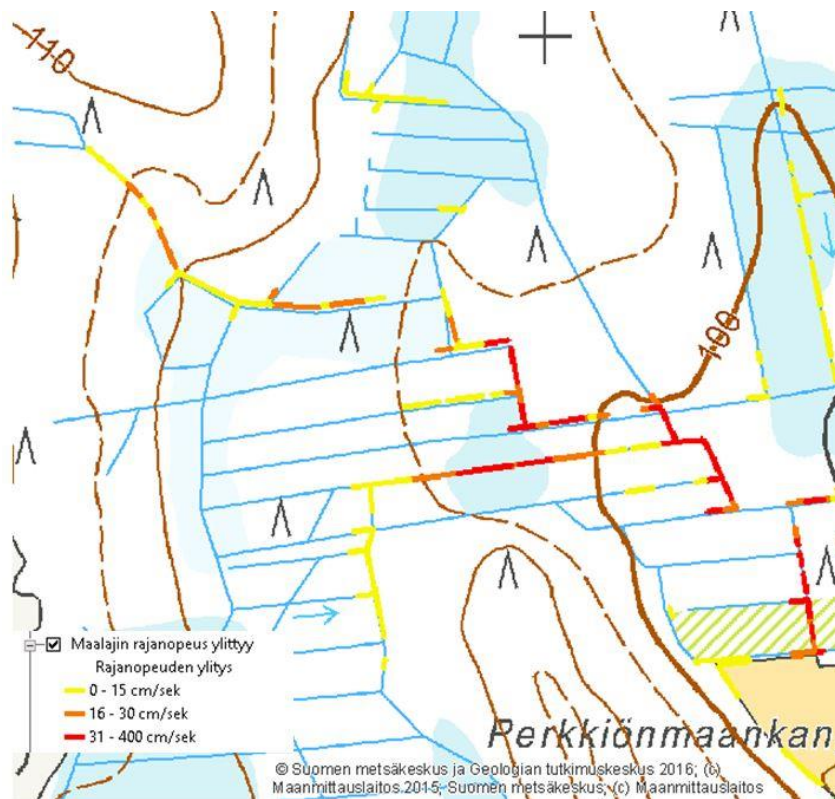 110
100
Maalajin rajanopeus ylittyy
Rajanopeuden ylitys
0 - 15 cm/sek
16 - 30 cm/sek
31 - 400 cm/sek
Perkkiönmaankan
© Suomen metsäkeskus ja Geologian tutkimuskeskus 2016; (c)
Maanmittauslaitos 2015; Suomen metsäkeskus; (c) Maanmittauslaitos